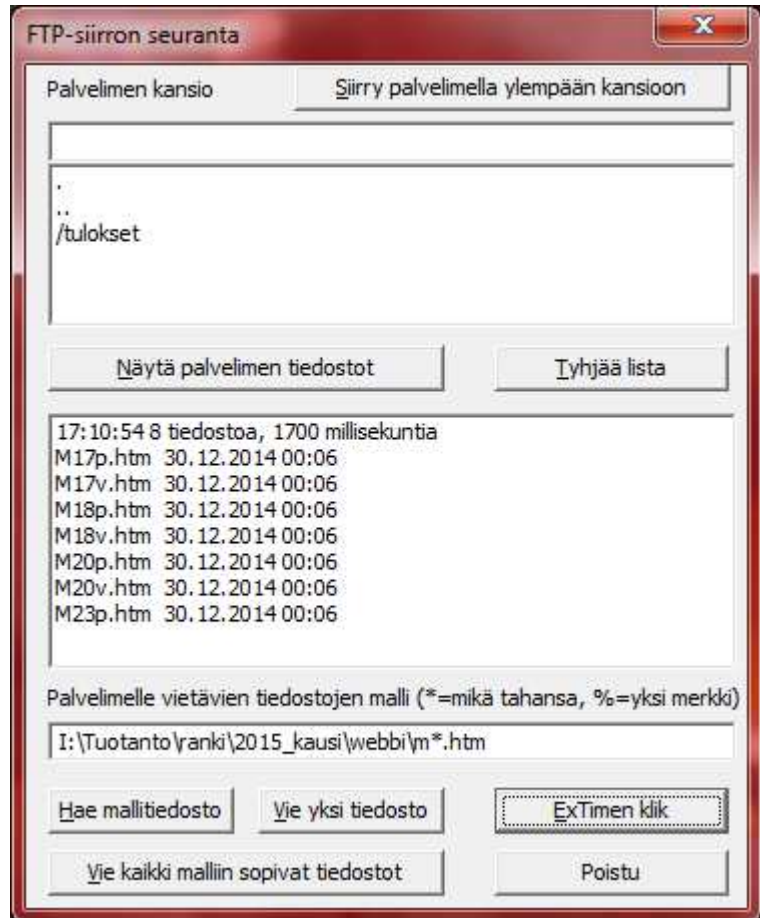 FTP-siirron seuranta
Palvelimen kansio
Siirry palvelimella ylempään kansioon
.
..
/tulokset
Näytä palvelimen tiedostot
Tyhjää lista
17:10:54 8 tiedostoa, 1700 millisekuntia
M17p.htm 30.12.2014 00:06
M17v.htm 30.12.2014 00:06
M18p.htm 30.12.2014 00:06
M18v.htm 30.12.2014 00:06
M20p.htm 30.12.2014 00:06
M20v.htm 30.12.2014 00:06
M23p.htm 30.12.2014 00:06
Palvelimelle vietävien tiedostojen malli (*=mikä tahansa, %=yksi merkki)
I:\Tuotanto\ranki\2015_kausi\webbi\m*.htm
Hae mallitiedosto
Vie yksi tiedosto
ExTimen klik
Vie kaikki malliin sopivat tiedostot
Poistu